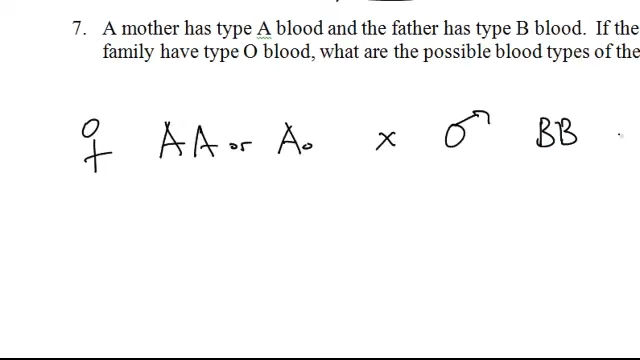 7. A mother has type A blood and the father has type B blood. If the
family have type O blood, what are the possible blood types of the
♀ AA or Ao x ♂ BB